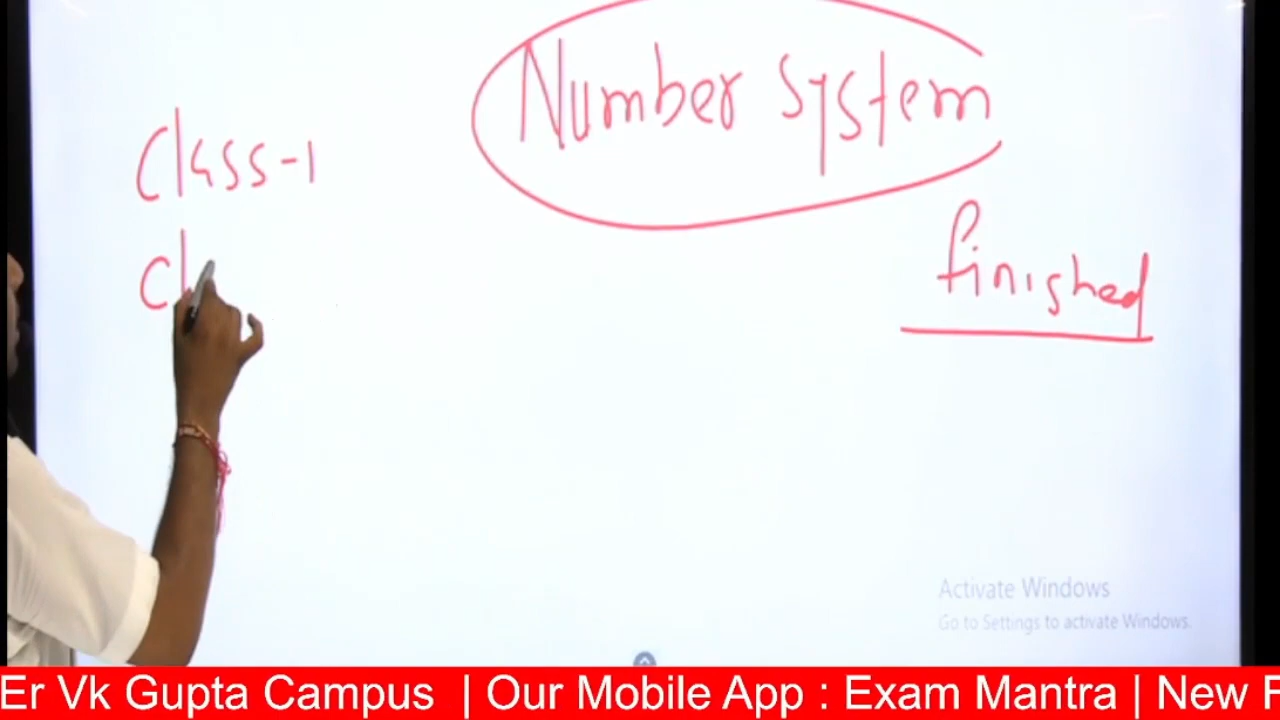 Number System
Class-1
Cl
finished
Activate Windows
Go to Settings to activate Windows.
Er Vk Gupta Campus | Our Mobile App : Exam Mantra | New F